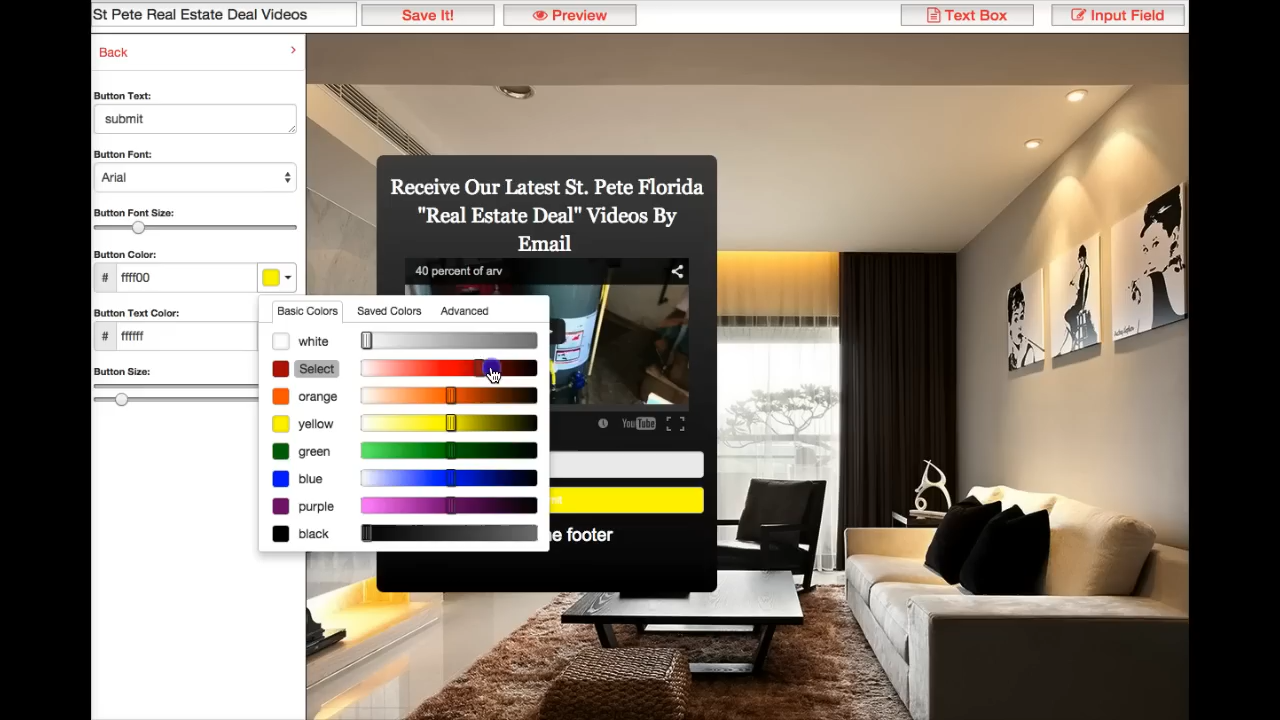 St Pete Real Estate Deal Videos
Save It!
Preview
Text Box
Input Field
Back
Button Text:
submit
Button Font:
Arial
Button Font Size:
Button Color:
# ffff00
Button Text Color:
# ffffff
Button Size:
Basic Colors
Saved Colors
Advanced
white
Select
orange
yellow
green
blue
purple
black
Receive Our Latest St. Pete Florida
"Real Estate Deal" Videos By
Email
40 percent of arv
YouTube
footer